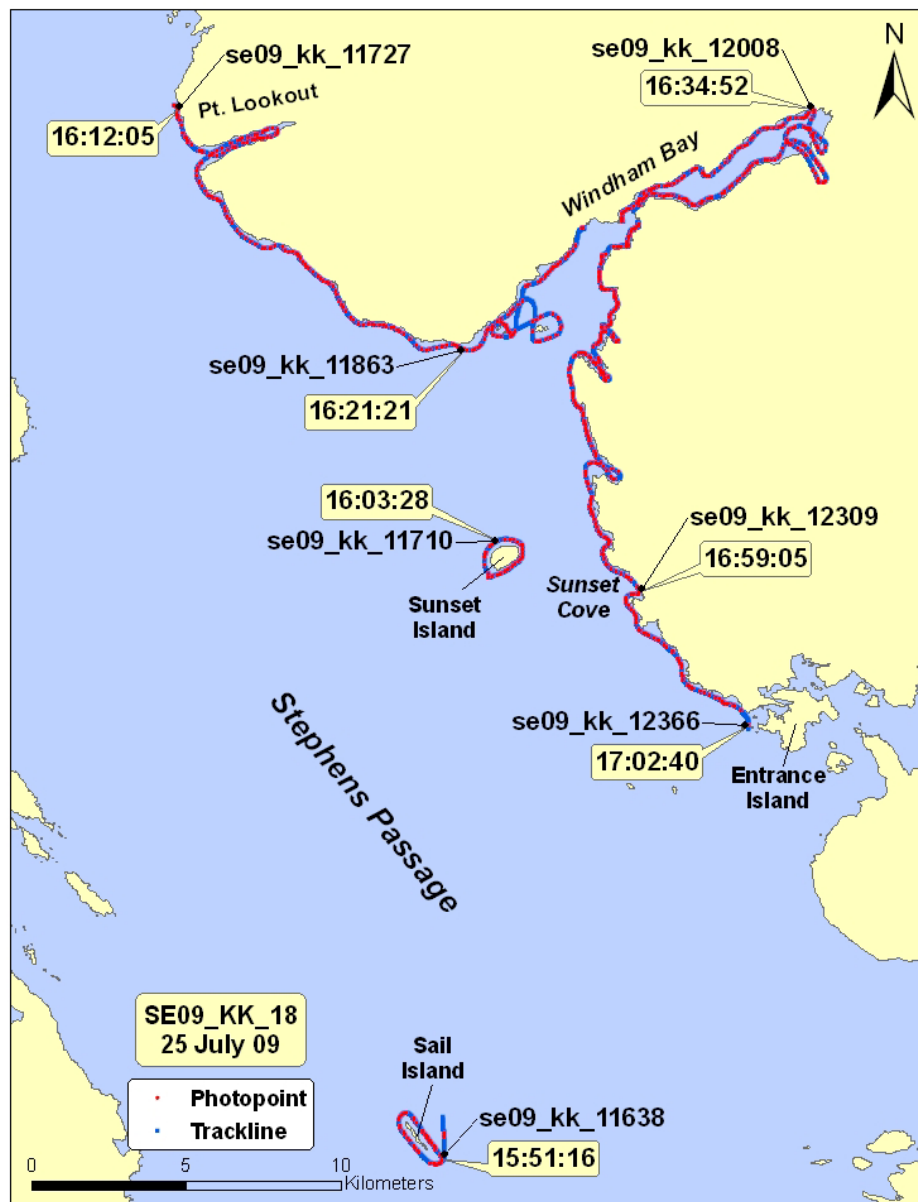 se09_kk_11727
se09_kk_12008
N
16:34:52
Pt. Lookout
16:12:05
Windham Bay
se09_kk_11863
16:21:21
16:03:28
se09_kk_12309
se09_kk_11710
16:59:05
Sunset
Cove
Sunset
Island
se09_kk_12366
17:02:40
Entrance
Island
Stephens Passage
SE09_KK_18
25 July 09
Sail
Island
Photopoint
Trackline
se09_kk_11638
15:51:16
0 5 10
Kilometers